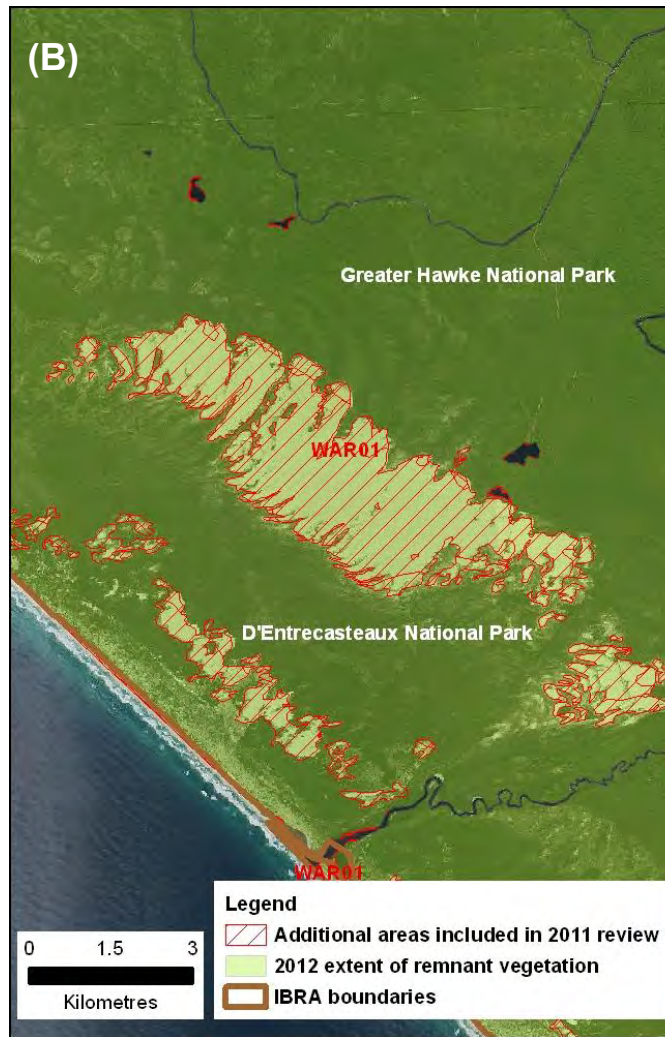 (B)
Greater Hawke National Park
WAR01
D'Entrecasteaux National Park
WAR01
Legend
Additional areas included in 2011 review
2012 extent of remnant vegetation
IBRA boundaries
0 1.5 3
Kilometres